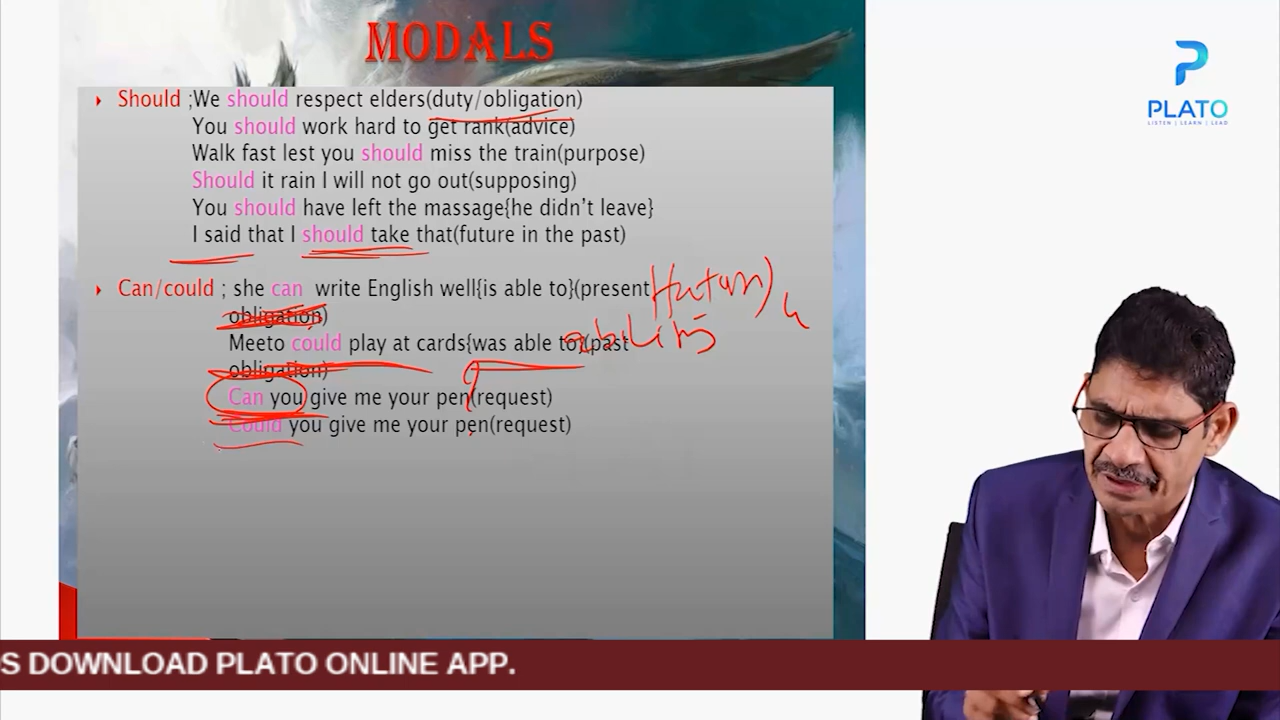 MODALS
Should ;We should respect elders(duty/obligation)
You should work hard to get rank(advice)
Walk fast lest you should miss the train(purpose)
Should it rain I will not go out(supposing)
You should have left the massage{he didn't leave}
I said that I should take that(future in the past)
Can/could ; she can write English well{is able to}(present
obligation)
Meeto could play at cards{was able to}(past
ability
obligation)
Can you give me your pen(request)
Could you give me your pen(request)
PLATO
LISTEN | LEARN | LEAD
S DOWNLOAD PLATO ONLINE APP.